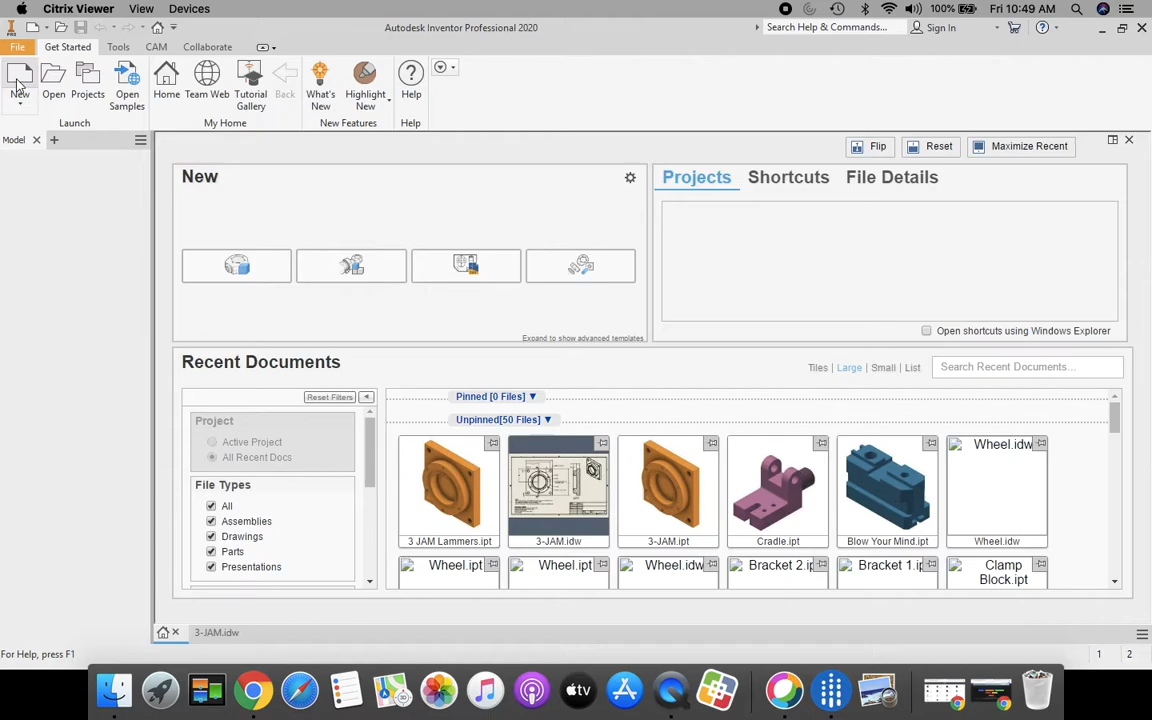 Citrix Viewer View Devices 100% Fri 10:49 AM
Autodesk Inventor Professional 2020 Search Help & Commands... Sign In
File Get Started Tools CAM Collaborate
New Open Projects Open Samples Home Team Web Tutorial Gallery Back What's New Highlight New Help
Launch My Home New Features Help
Model
Flip Reset Maximize Recent
New Projects Shortcuts File Details
Expand to show advanced templates Open shortcuts using Windows Explorer
Recent Documents Tiles | Large | Small | List Search Recent Documents...
Reset Filters Pinned [0 Files]
Project Unpinned[50 Files]
Active Project
All Recent Docs
File Types
All
Assemblies
Drawings
Parts
Presentations
Wheel.idw
3 JAM Lammers.ipt 3-JAM.idw 3-JAM.ipt Cradle.ipt Blow Your Mind.ipt Wheel.idw
Wheel.ipt Wheel.ipt Wheel.idw Bracket 2.ip Bracket 1.ip Clamp
Block.ipt
3-JAM.idw
For Help, press F1 1 2
tv